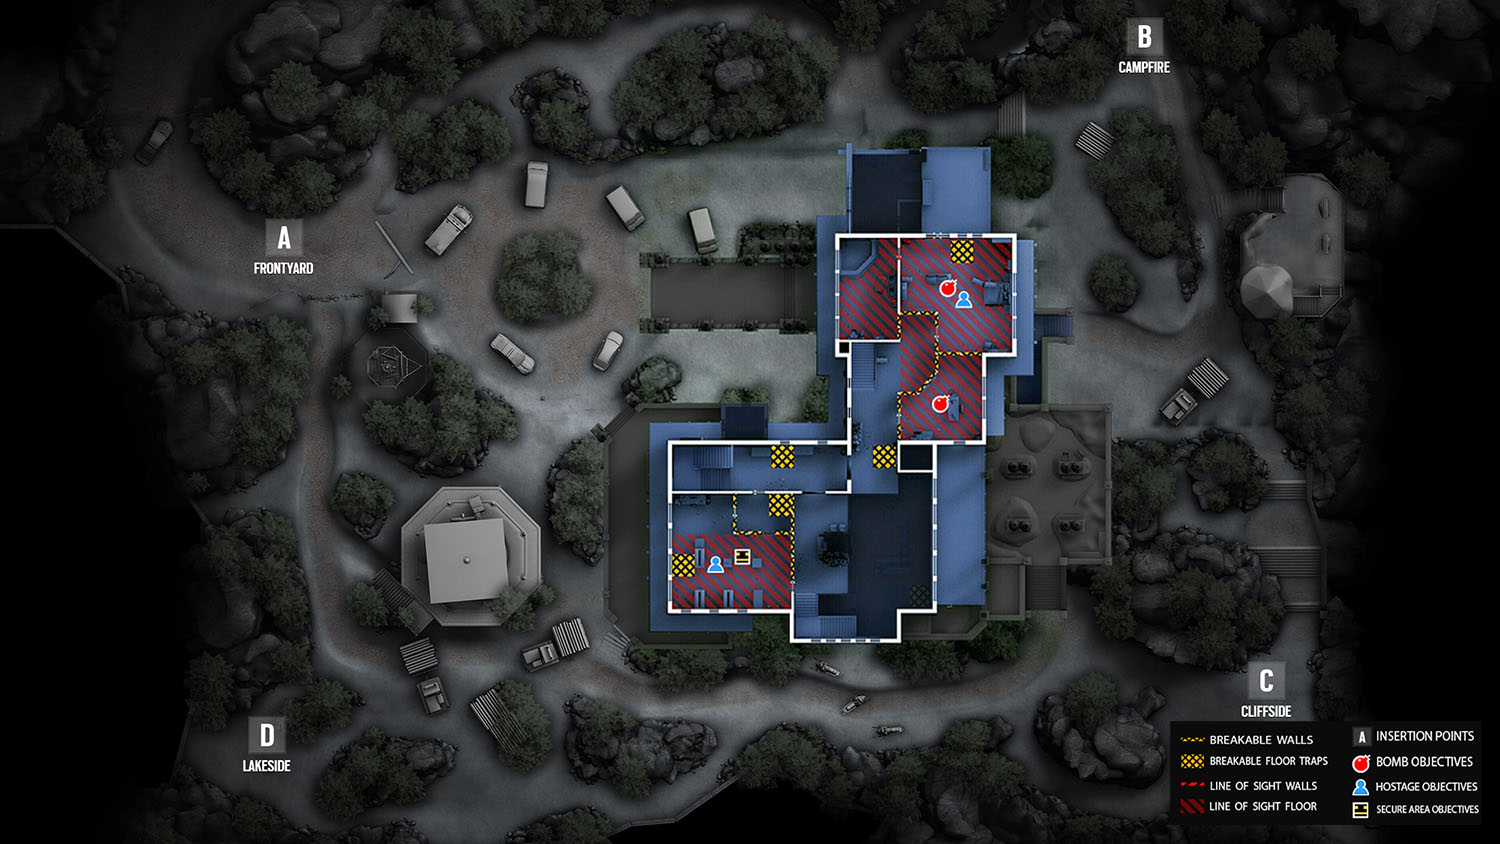 B
CAMPFIRE
A
FRONTYARD
C
CLIFFSIDE
D
LAKESIDE
BREAKABLE WALLS
BREAKABLE FLOOR TRAPS
LINE OF SIGHT WALLS
LINE OF SIGHT FLOOR
A INSERTION POINTS
BOMB OBJECTIVES
HOSTAGE OBJECTIVES
SECURE AREA OBJECTIVES